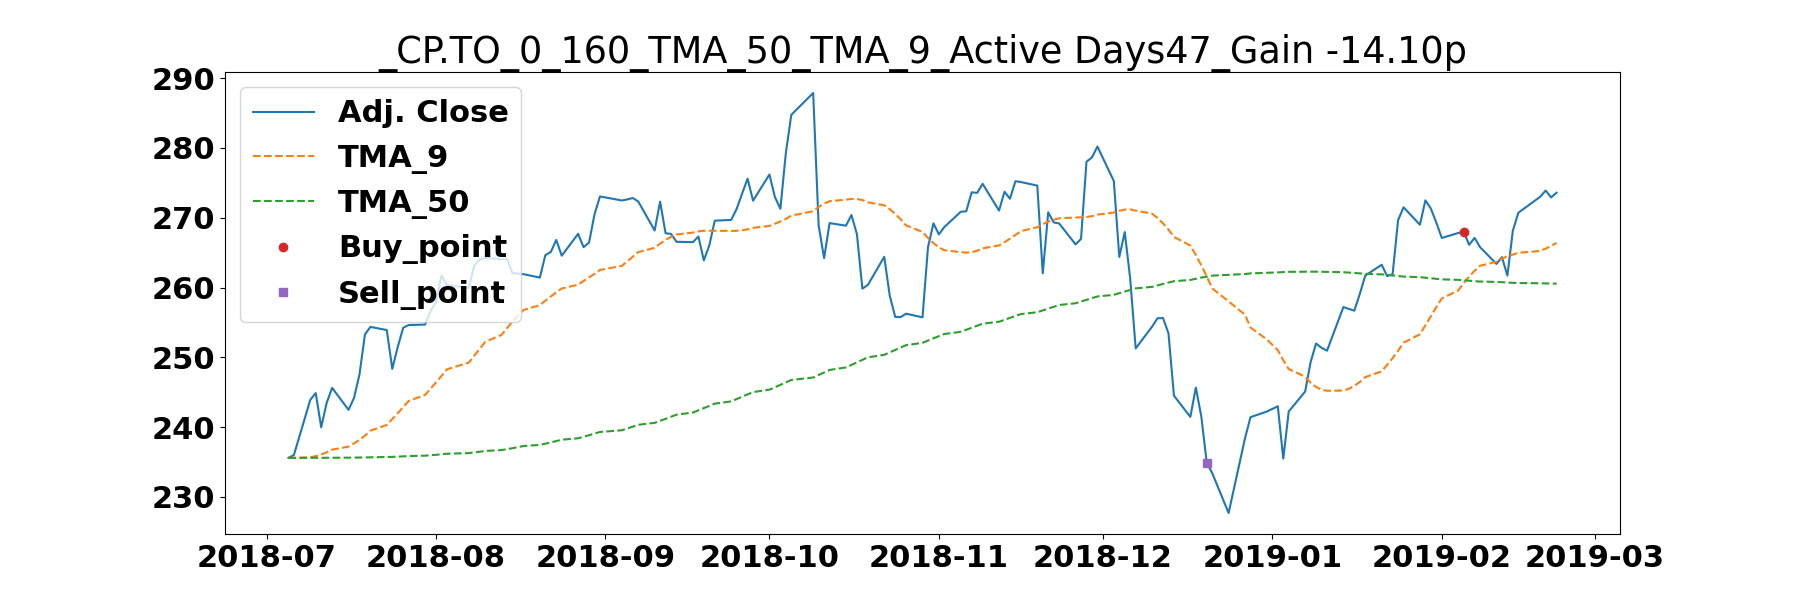 _CP.TO_0_160_TMA_50_TMA_9_Active Days47_Gain -14.10p
290
280
270
260
250
240
230
Adj. Close
TMA_9
TMA_50
Buy_point
Sell_point
2018-07 2018-08 2018-09 2018-10 2018-11 2018-12 2019-01 2019-02 2019-03